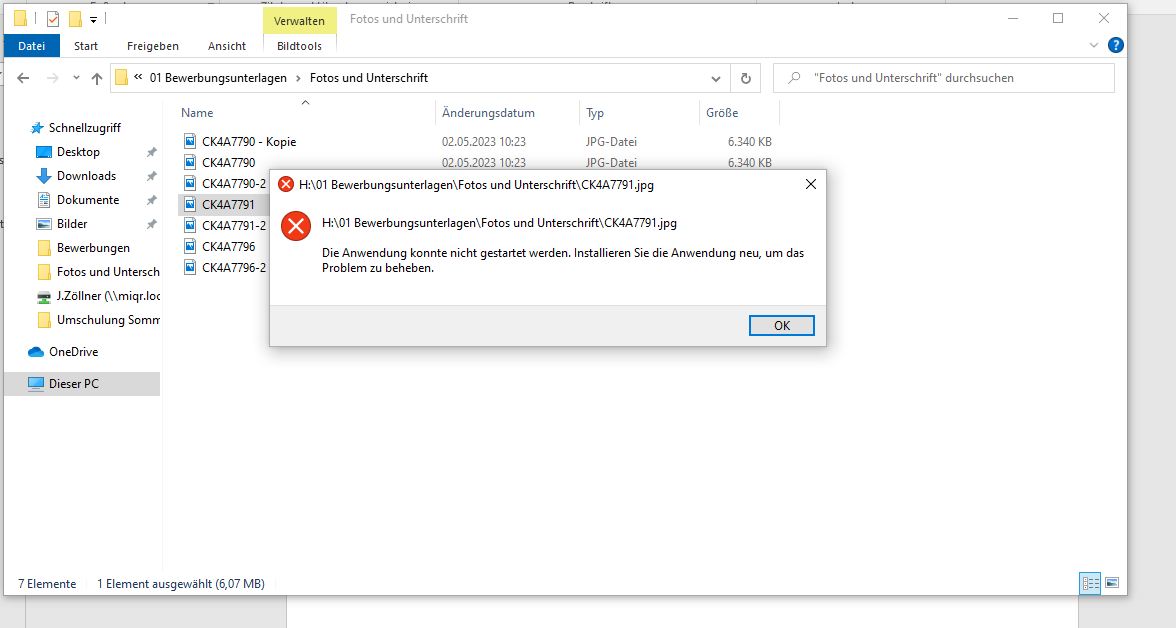 Verwalten
Fotos und Unterschrift
Datei
Start
Freigeben
Ansicht
Bildtools
01 Bewerbungsunterlagen
Fotos und Unterschrift
"Fotos und Unterschrift" durchsuchen
Name
Änderungsdatum
Typ
Größe
Schnellzugriff
Desktop
Downloads
Dokumente
Bilder
Bewerbungen
Fotos und Untersch
J.Zöllner (\\miqr.loc
Umschulung Somm
OneDrive
Dieser PC
CK4A7790 - Kopie 02.05.2023 10:23 JPG-Datei 6.340 KB
CK4A7790 02.05.2023 10:23 JPG-Datei 6.340 KB
CK4A7790-2
CK4A7791
CK4A7791-2
CK4A7796
CK4A7796-2
H:\01 Bewerbungsunterlagen\Fotos und Unterschrift\CK4A7791.jpg
H:\01 Bewerbungsunterlagen\Fotos und Unterschrift\CK4A7791.jpg
Die Anwendung konnte nicht gestartet werden. Installieren Sie die Anwendung neu, um das
Problem zu beheben.
OK
7 Elemente
1 Element ausgewählt (6,07 MB)